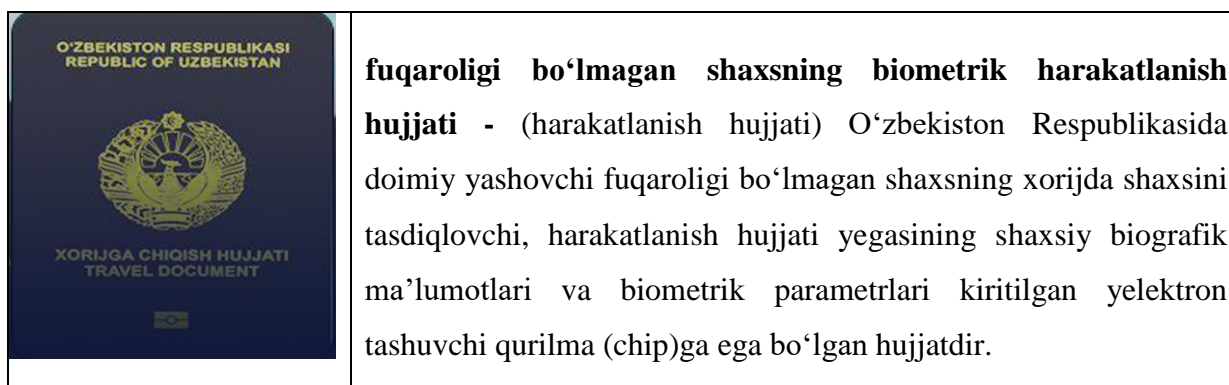 O'ZBEKISTON RESPUBLIKASI
REPUBLIC OF UZBEKISTAN
XORIJGA CHIQISH HUJJATI
TRAVEL DOCUMENT
fuqaroligi bo‘lmagan shaxsning biometrik harakatlanish
hujjati - (harakatlanish hujjati) O‘zbekiston Respublikasida
doimiy yashovchi fuqaroligi bo‘lmagan shaxsning xorijda shaxsini
tasdiqlovchi, harakatlanish hujjati yegasining shaxsiy biografik
ma’lumotlari va biometrik parametrlari kiritilgan yelektron
tashuvchi qurilma (chip)ga ega bo‘lgan hujjatdir.